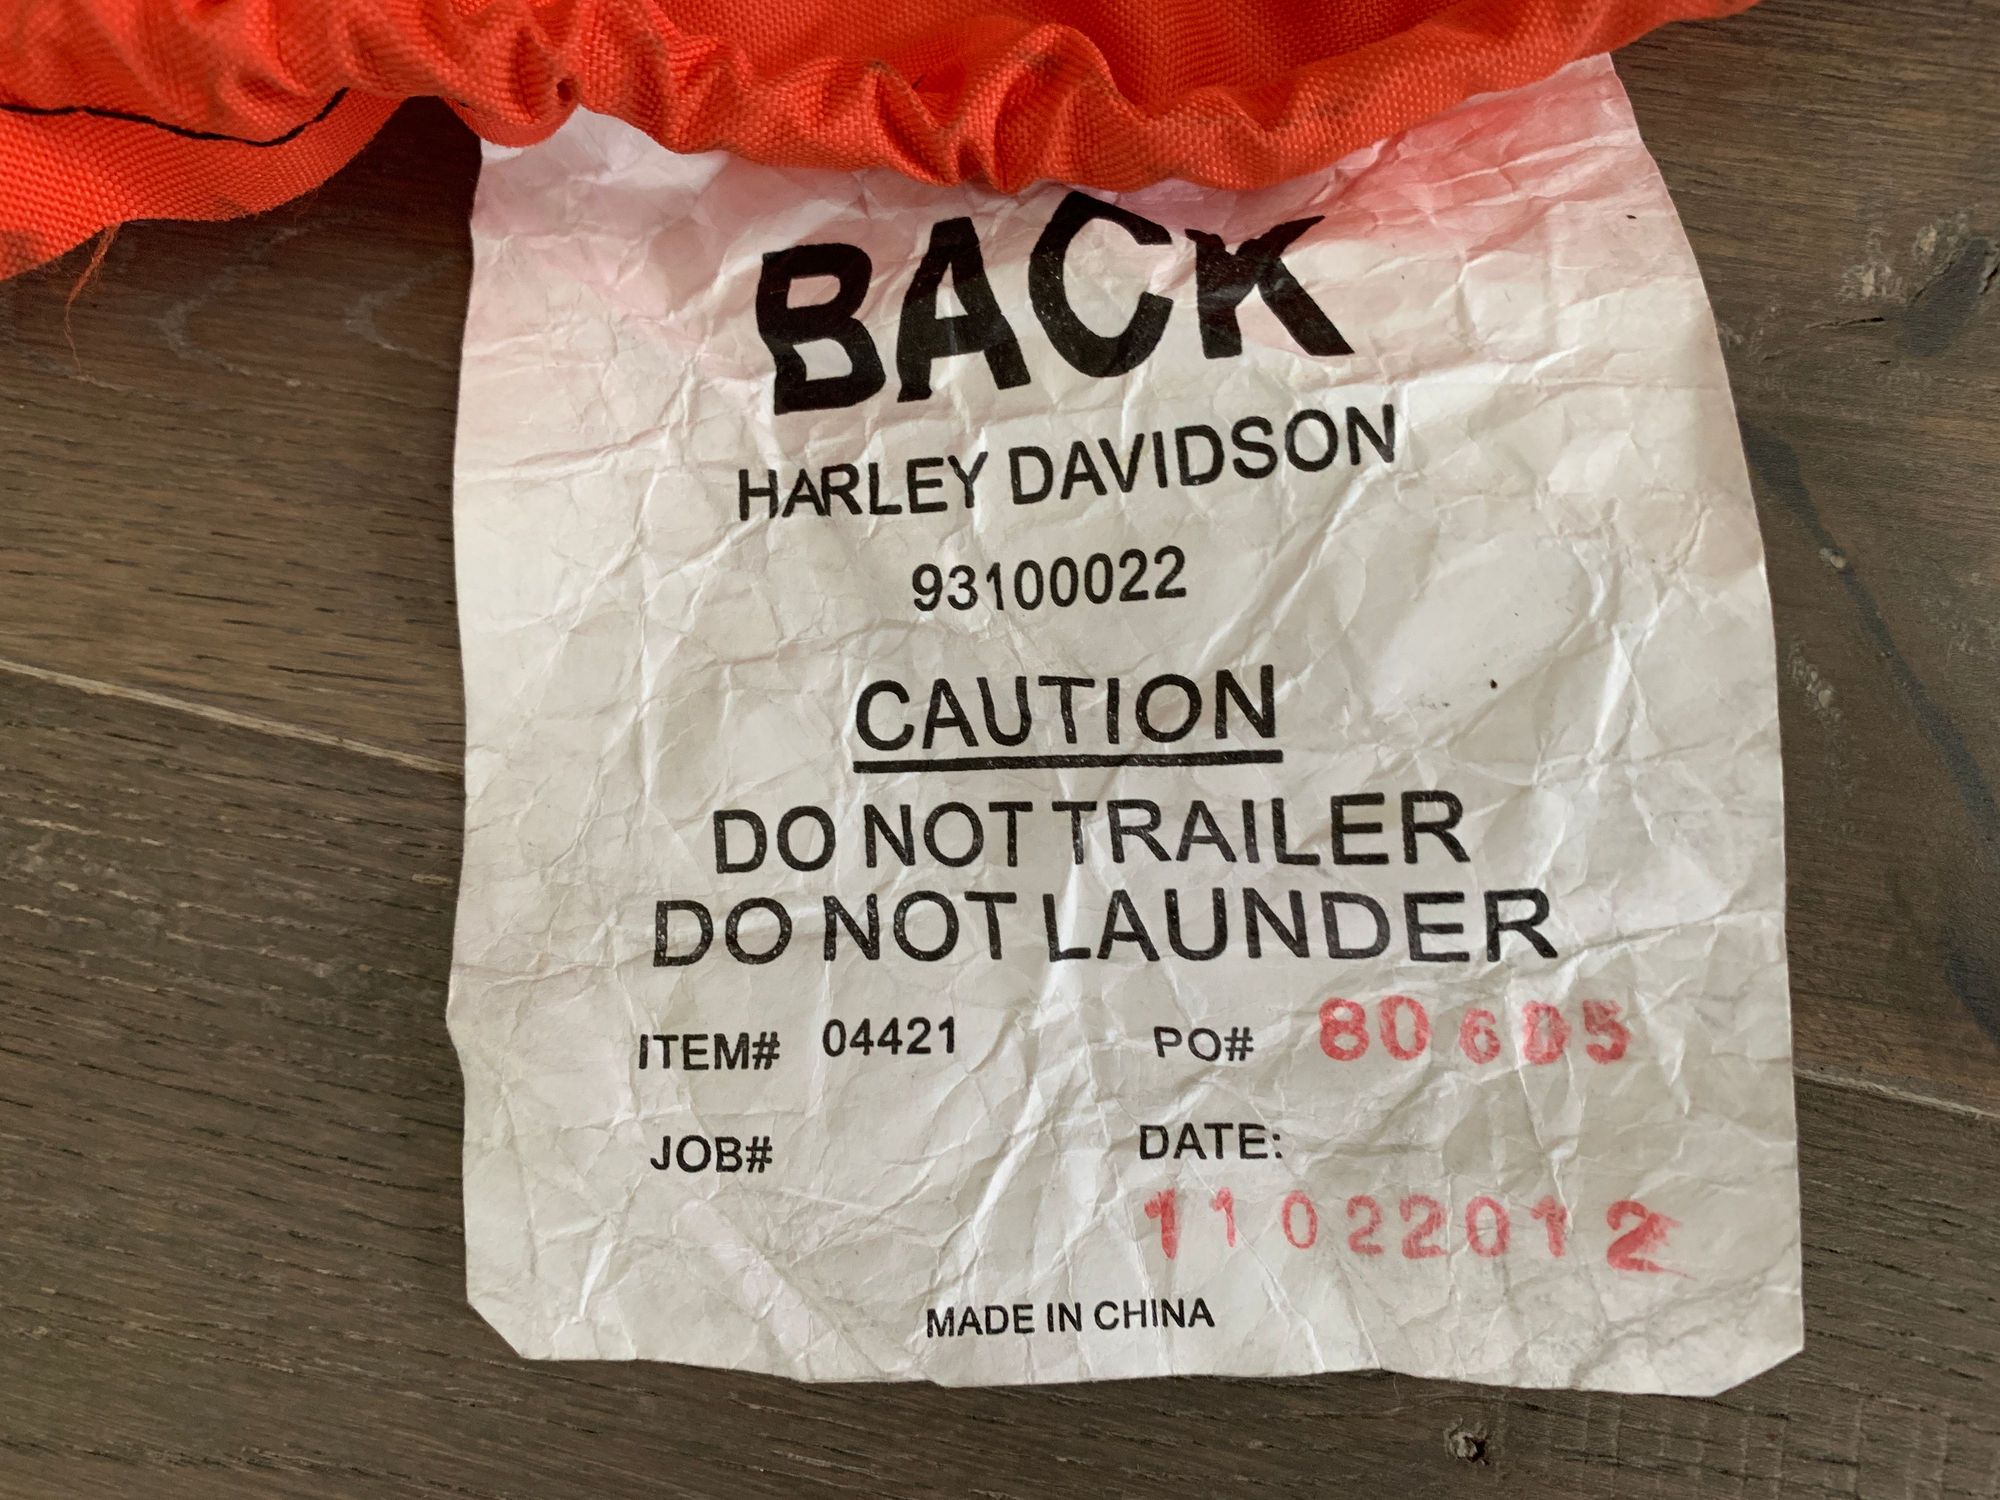 BACK
HARLEY DAVIDSON
93100022
CAUTION
DO NOT TRAILER
DO NOT LAUNDER
ITEM# 04421 PO# 80605
JOB# DATE:
11022012
MADE IN CHINA